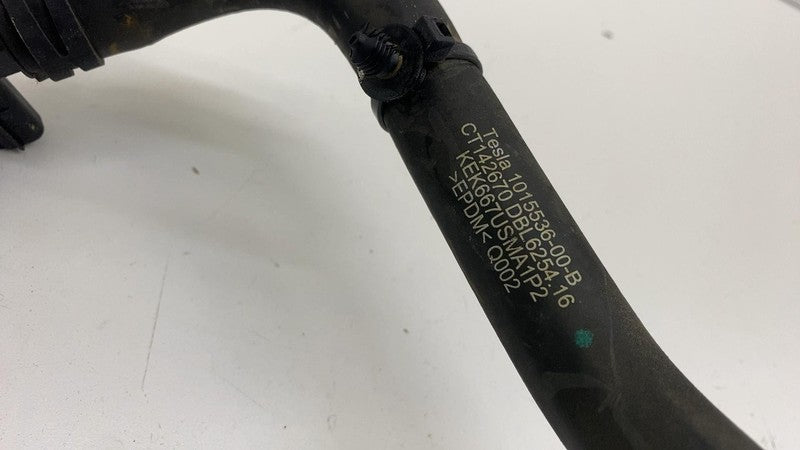 Tesla 1015536-00-B
CT142670 DBL6254.16
KEK667USMA1P2
>EPDM< Q002